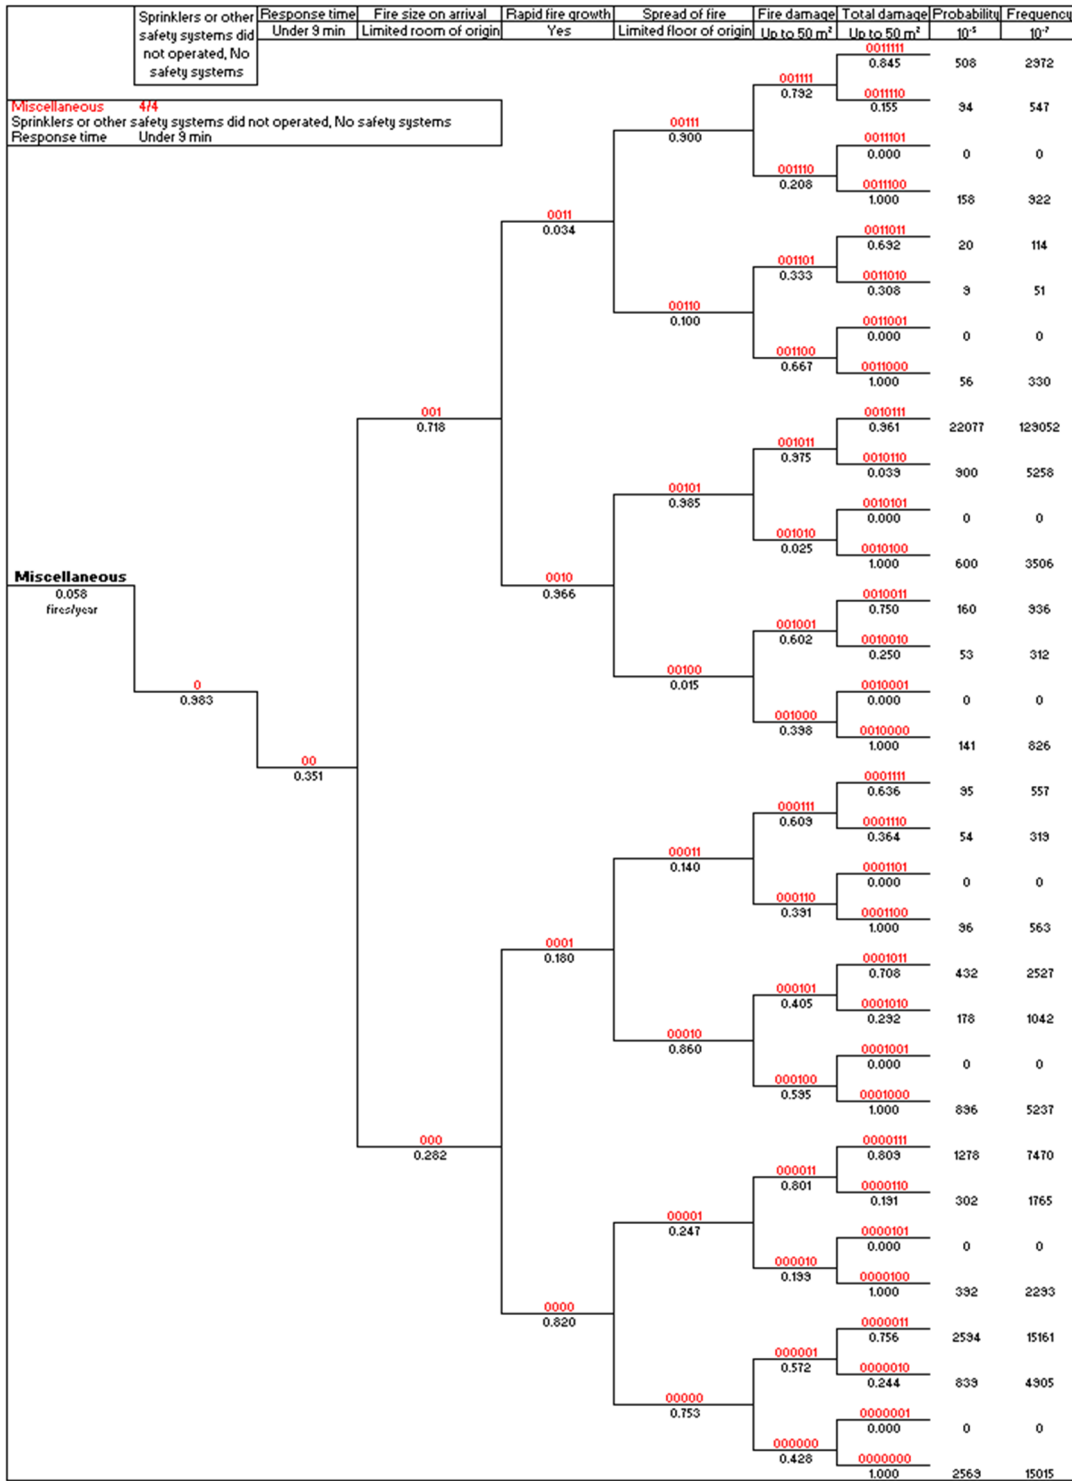 Sprinklers or other safety systems did not operated, No safety systems
Response time Fire size on arrival Rapid fire growth Spread of fire Fire damage Total damage Probability Frequency
Under 9 min Limited room of origin Yes Limited floor of origin Up to 50 m² Up to 50 m² 10⁻⁵ 10⁻⁷
Miscellaneous 4/4
Sprinklers or other safety systems did not operated, No safety systems
Response time Under 9 min
Miscellaneous
0.058
fires/year
0
0.983
00
0.351
001
0.718
000
0.282
0011
0.034
0010
0.966
0001
0.180
0000
0.820
00111
0.900
00110
0.100
00101
0.985
00100
0.015
00011
0.140
00010
0.860
00001
0.247
00000
0.753
001111
0.792
001110
0.208
001101
0.333
001100
0.667
001011
0.975
001010
0.025
001001
0.602
001000
0.398
000111
0.609
000110
0.391
000101
0.405
000100
0.595
000011
0.801
000010
0.199
000001
0.572
000000
0.428
0011111
0.845 508 2972
0011110
0.155 94 547
0011101
0.000 0 0
0011100
1.000 158 922
0011011
0.692 20 114
0011010
0.308 9 51
0011001
0.000 0 0
0011000
1.000 56 330
0010111
0.961 22077 129052
0010110
0.039 900 5258
0010101
0.000 0 0
0010100
1.000 600 3506
0010011
0.750 160 936
0010010
0.250 53 312
0010001
0.000 0 0
0010000
1.000 141 826
0001111
0.636 95 557
0001110
0.364 54 319
0001101
0.000 0 0
0001100
1.000 96 563
0001011
0.708 432 2527
0001010
0.292 178 1042
0001001
0.000 0 0
0001000
1.000 896 5237
0000111
0.809 1278 7470
0000110
0.191 302 1765
0000101
0.000 0 0
0000100
1.000 392 2293
0000011
0.756 2594 15161
0000010
0.244 839 4905
0000001
0.000 0 0
0000000
1.000 2569 15015